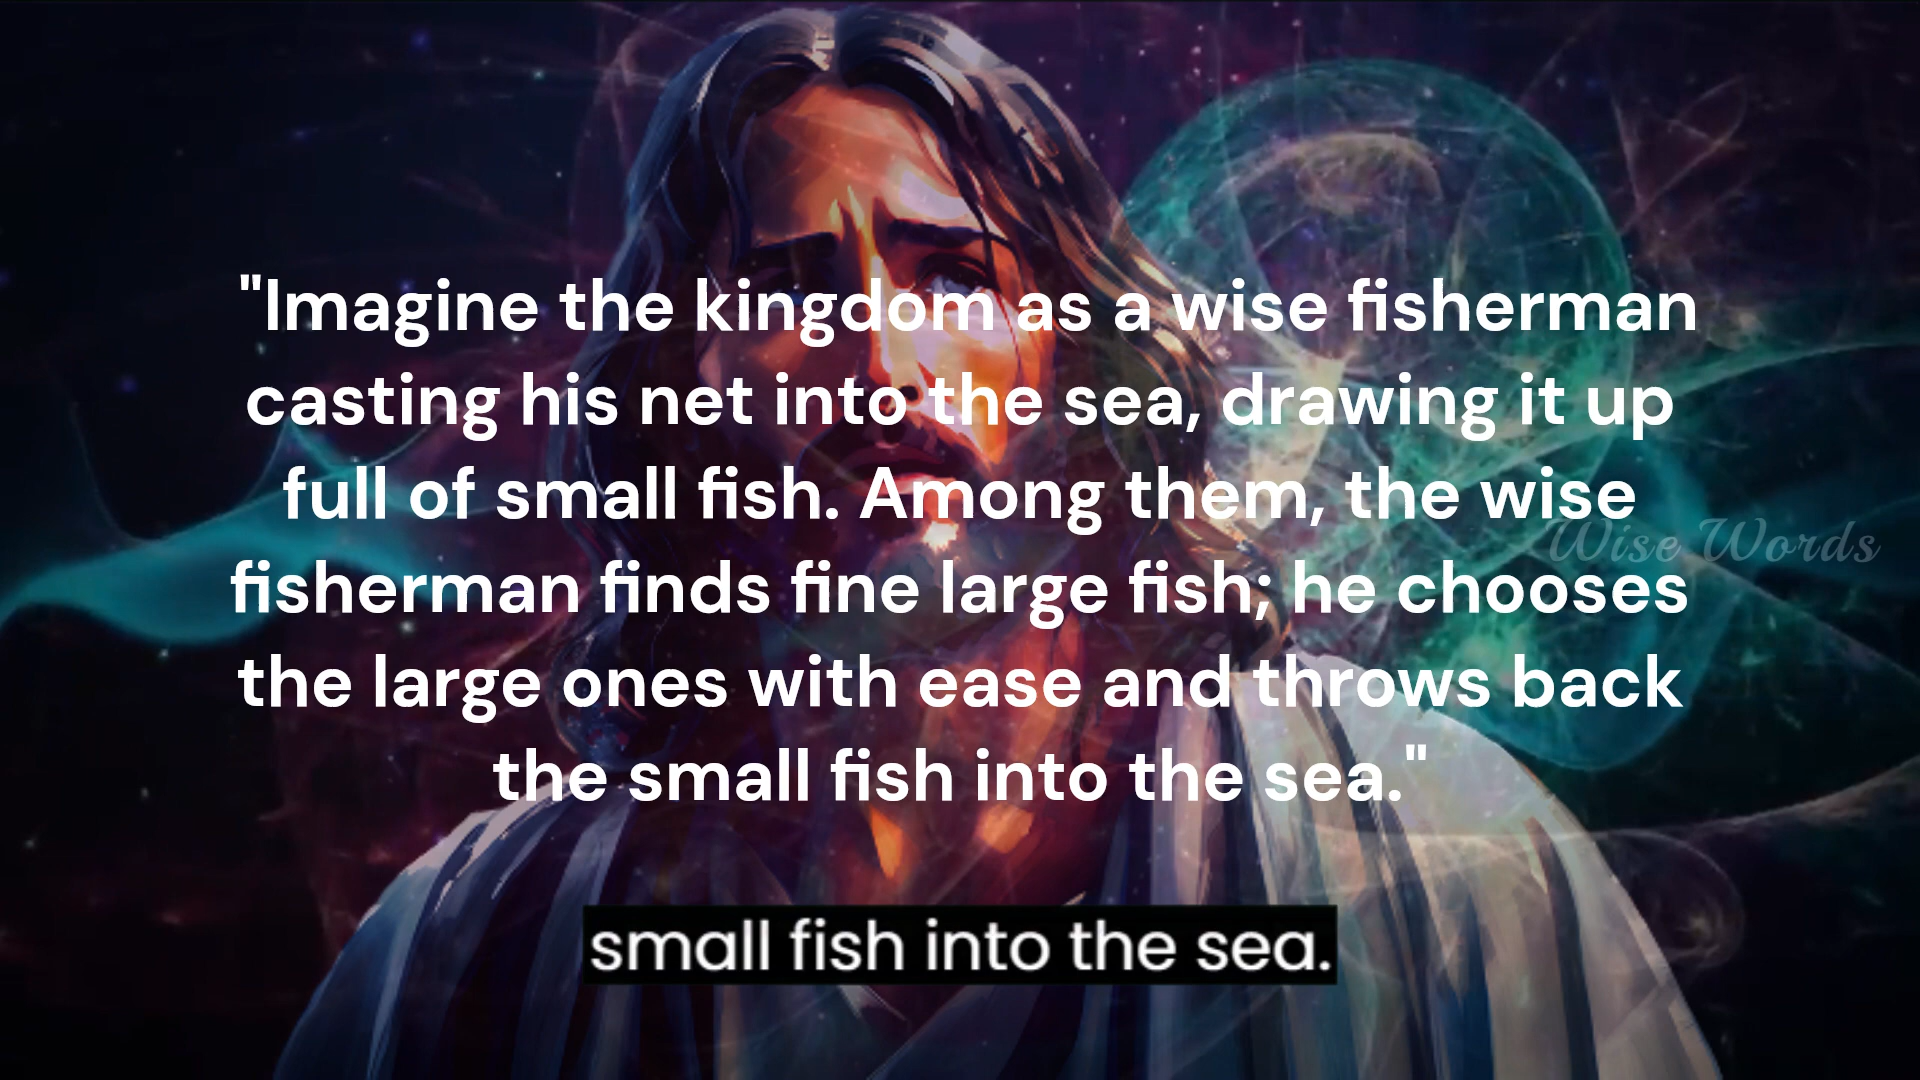 "Imagine the kingdom as a wise fisherman
casting his net into the sea, drawing it up
full of small fish. Among them, the wise
Wise Words
fisherman finds fine large fish; he chooses
the large ones with ease and throws back
the small fish into the sea."
small fish into the sea.